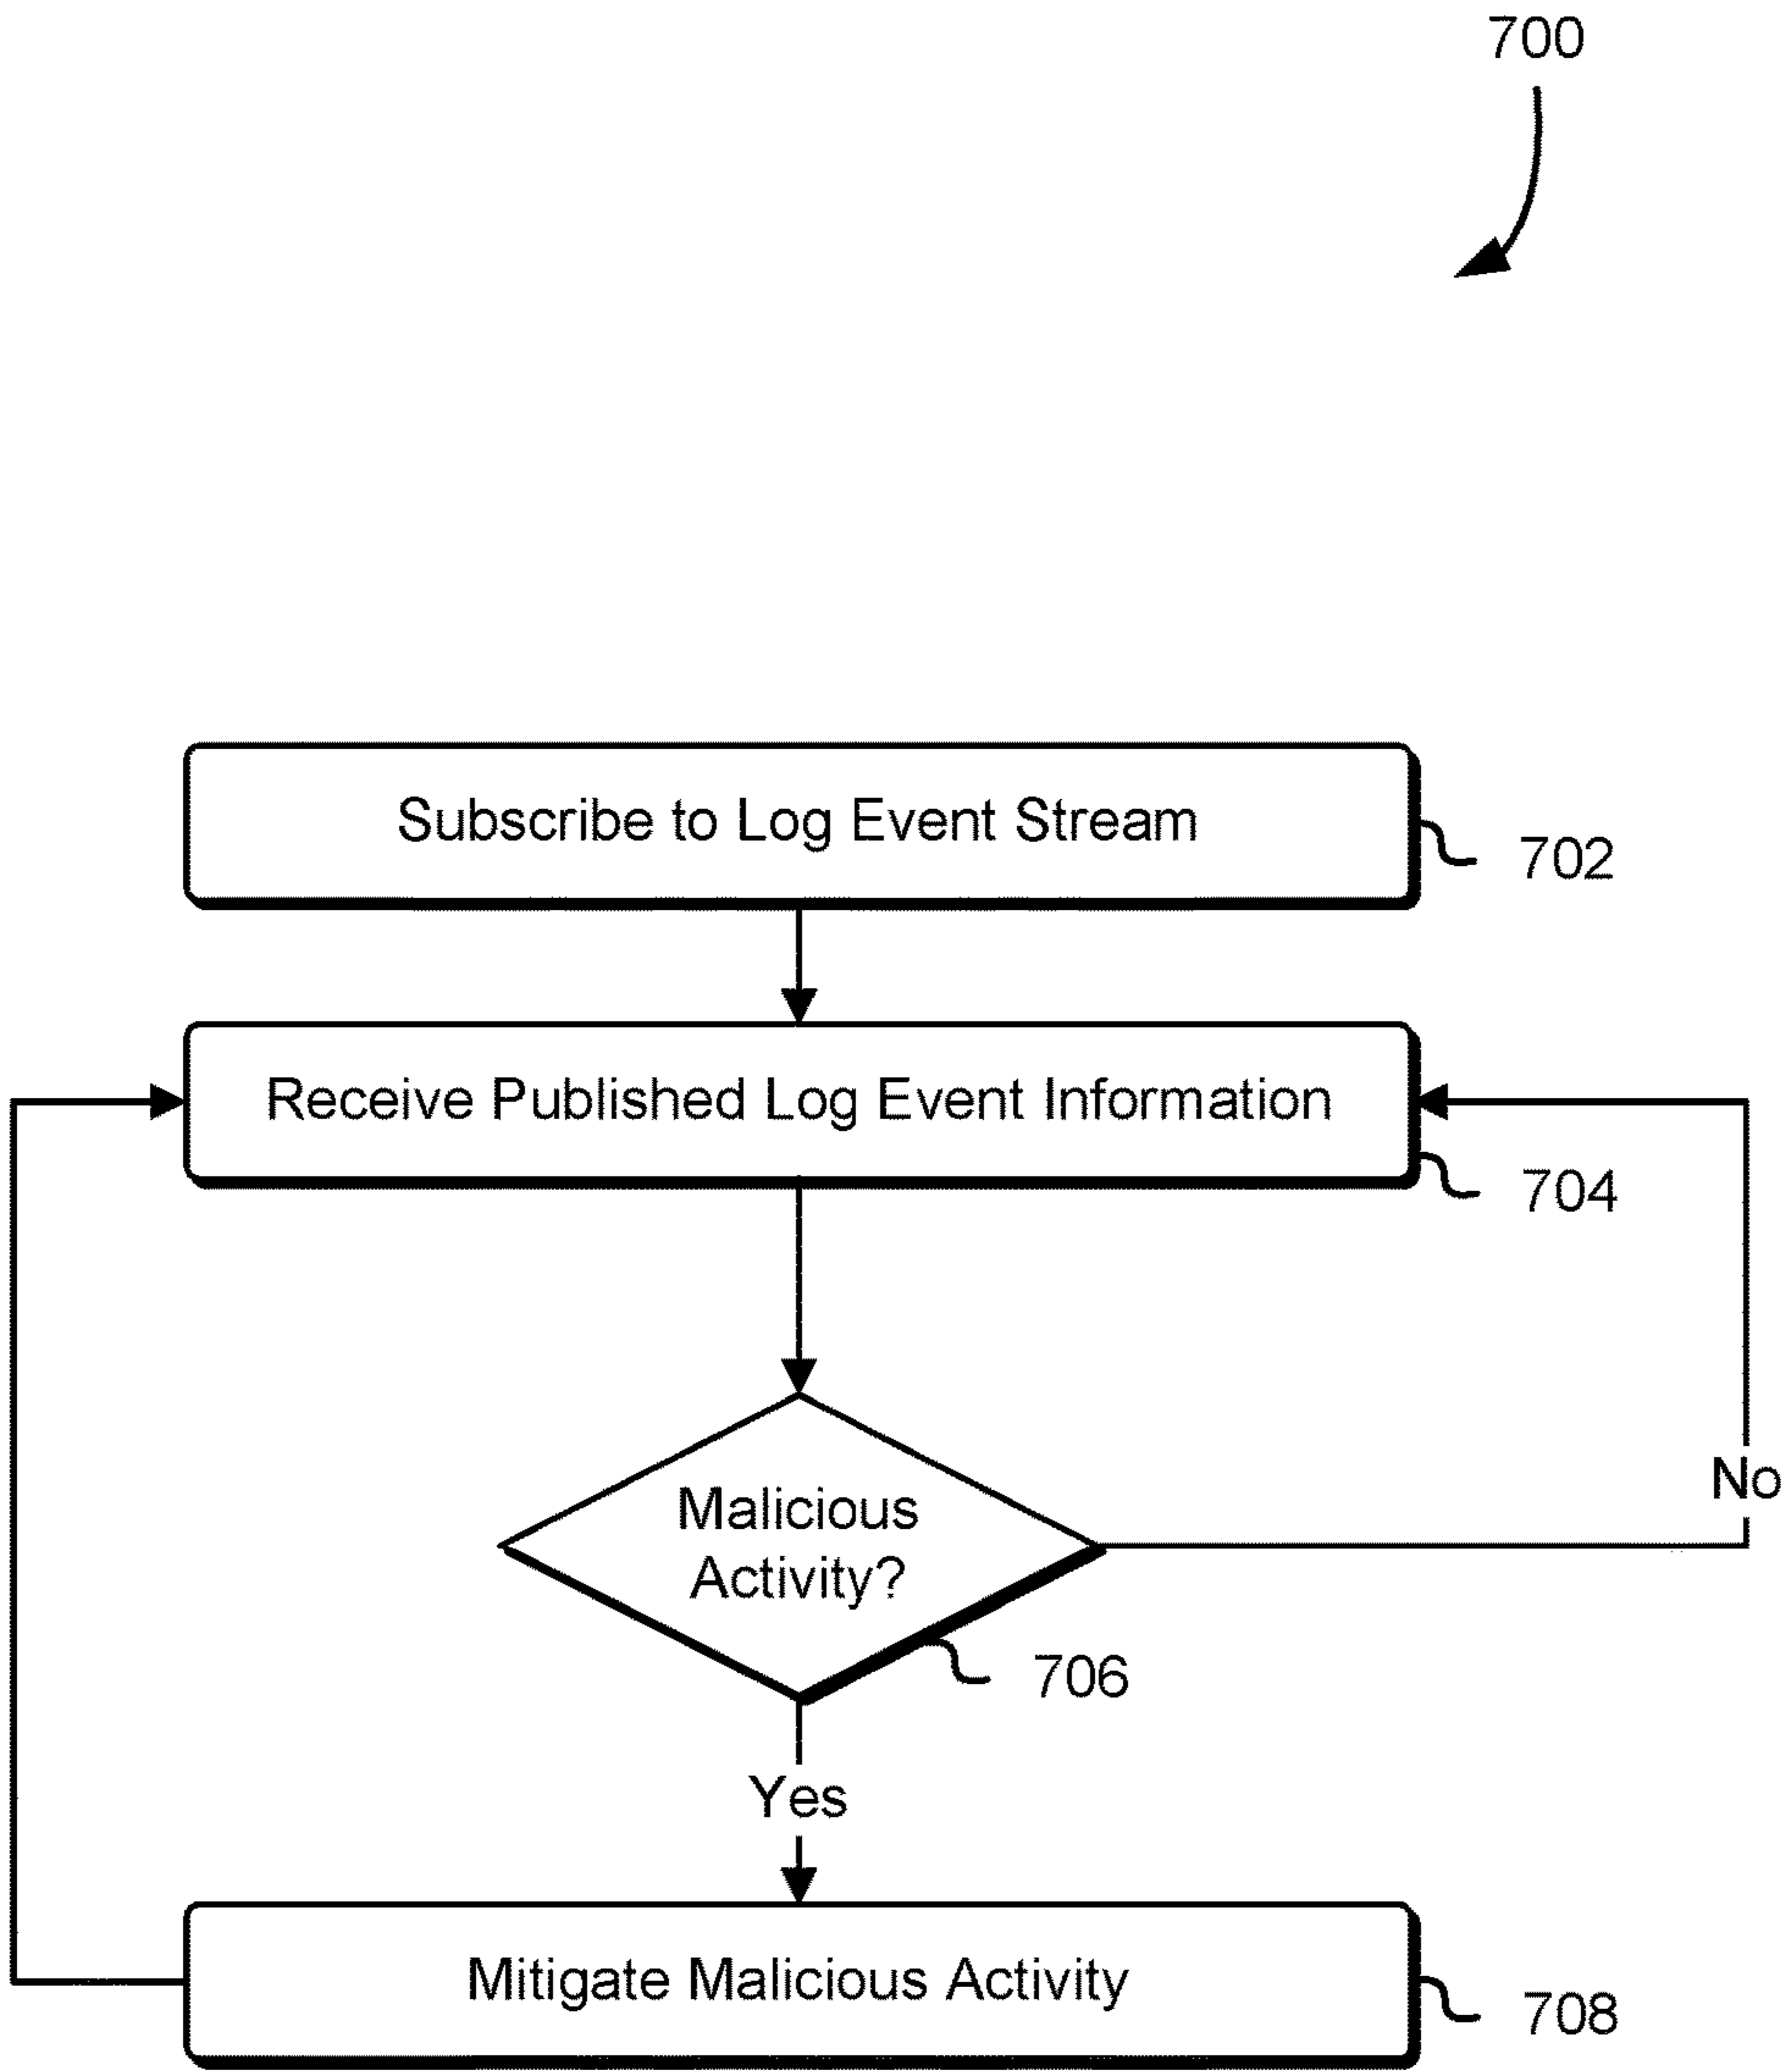 700
Subscribe to Log Event Stream
702
Receive Published Log Event Information
704
No
Malicious
Activity?
706
Yes
Mitigate Malicious Activity
708